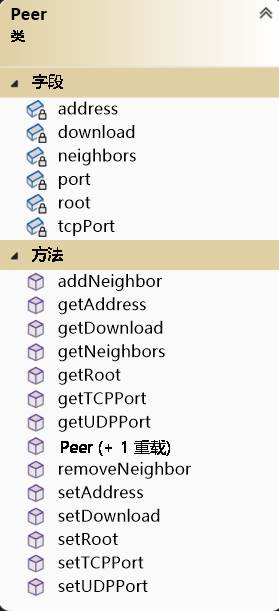 Peer
类
字段
address
download
neighbors
port
root
tcpPort
方法
addNeighbor
getAddress
getDownload
getNeighbors
getRoot
getTCPPort
getUDPPort
Peer (+ 1 重载)
removeNeighbor
setAddress
setDownload
setRoot
setTCPPort
setUDPPort